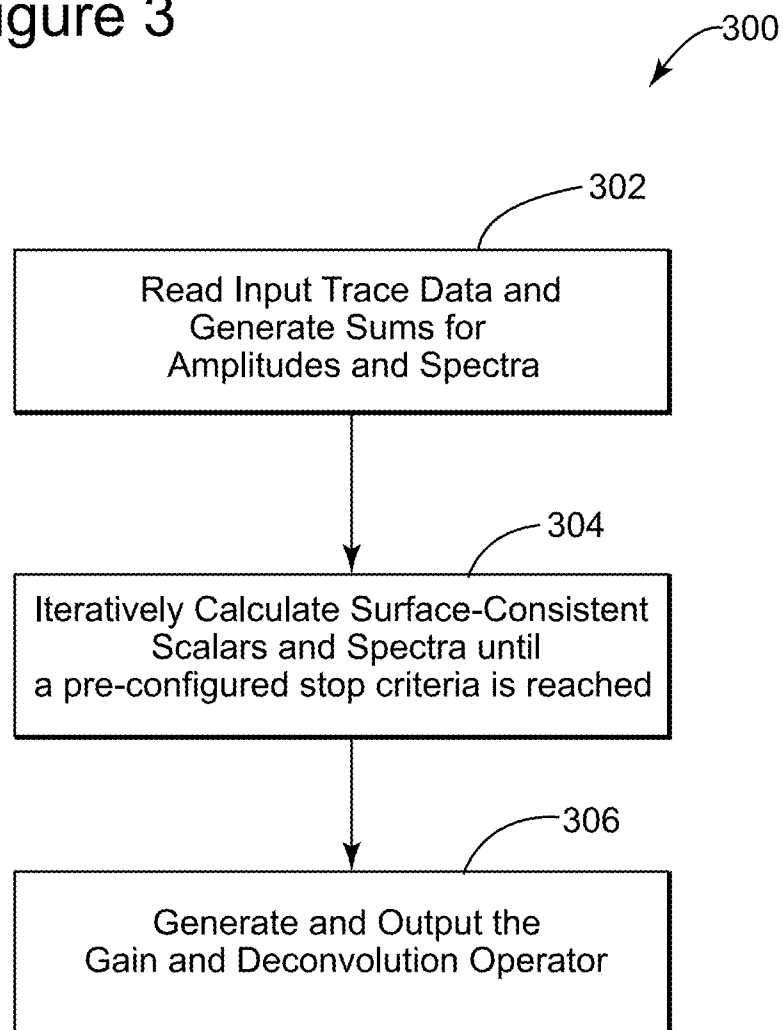 igure 3
300
302
Read Input Trace Data and
Generate Sums for
Amplitudes and Spectra
304
Iteratively Calculate Surface-Consistent
Scalars and Spectra until
a pre-configured stop criteria is reached
306
Generate and Output the
Gain and Deconvolution Operator